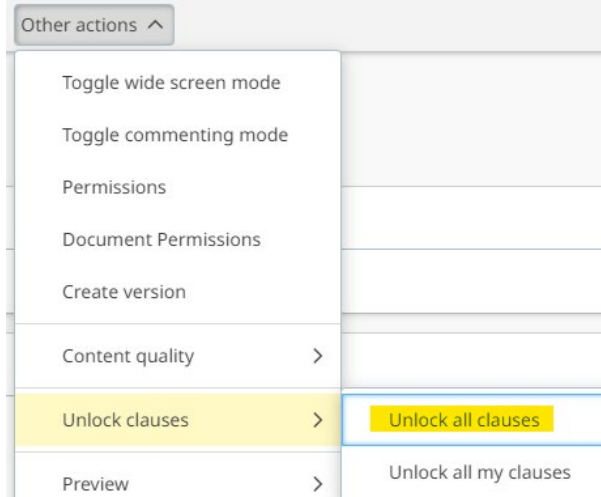 Other actions
Toggle wide screen mode
Toggle commenting mode
Permissions
Document Permissions
Create version
Content quality
Unlock clauses
Unlock all clauses
Unlock all my clauses
Preview